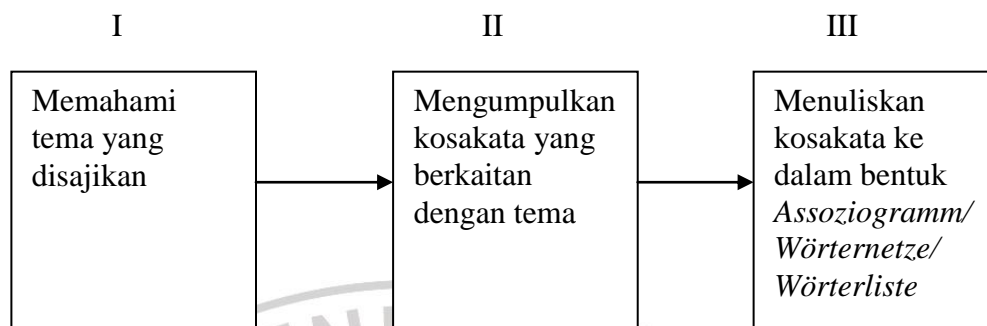 I
II
III
Memahami
tema yang
disajikan
Mengumpulkan
kosakata yang
berkaitan
dengan tema
Menuliskan
kosakata ke
dalam bentuk
Assoziogramm/
Wörternetze/
Wörterliste